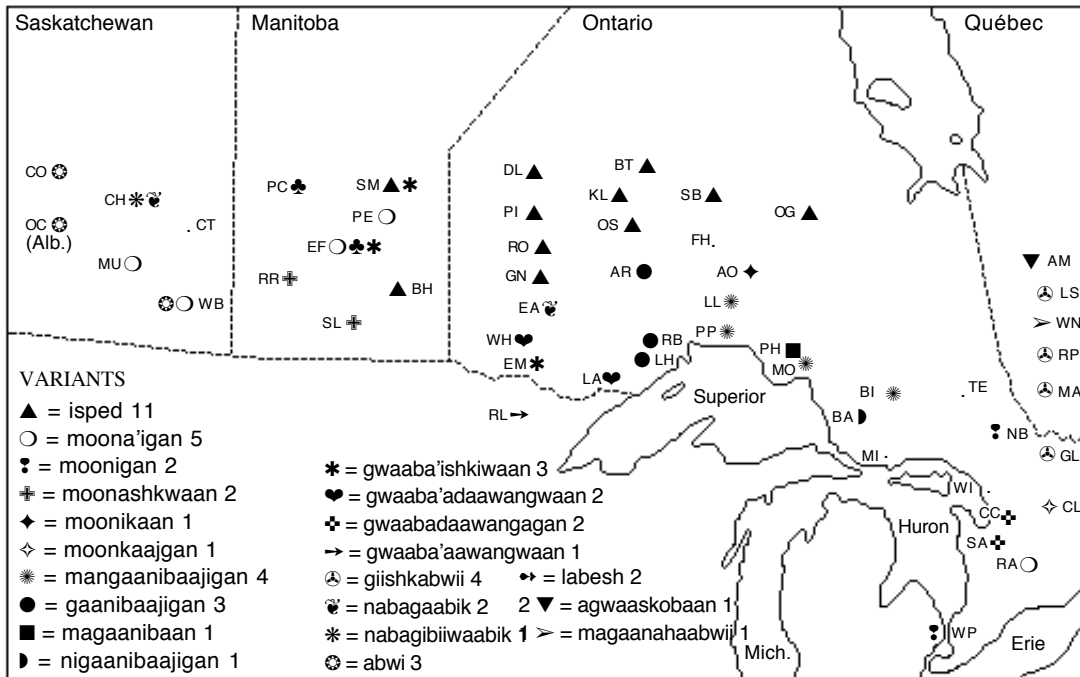 Saskatchewan Manitoba Ontario Québec
CO
OC
(Alb.)
CH
CT
MU
WB
PC
SM
PE
EF
RR
BH
SL
DL
BT
KL
SB
PI
OS
OG
RO
FH
GN
AR
AO
EA
LL
WH
RB
PP
EM
LH
PH
MO
LA
RL
Superior
BI
TE
BA
NB
MI
WI
AM
LS
WN
RP
MA
GL
CC
CL
Huron
SA
RA
WP
Mich.
Erie
VARIANTS
▲ = isped 11
❍ = moona'igan 5
❢ = moonigan 2
✙ = moonashkwaan 2
✦ = moonikaan 1
✧ = moonkaajgan 1
✺ = mangaanibaajigan 4
● = gaanibaajigan 3
■ = magaanibaan 1
◗ = nigaanibaajigan 1
✱ = gwaaba'ishkiwaan 3
❤ = gwaaba'adaawangwaan 2
✜ = gwaabadaawangagan 2
➙ = gwaaba'aawangwaan 1
✇ = giishkabwii 4
❦ = nabagaabik 2
❋ = nabagibiiwaabik 1
❂ = abwi 3
➻ = labesh 2
2 ▼ = agwaaskobaan 1
1 ➢ = magaanahaabwii 1